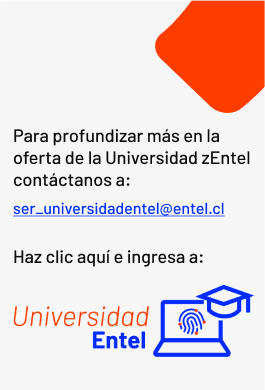 Para profundizar más en la
oferta de la Universidad zEntel
contáctanos a:
ser_universidadentel@entel.cl
Haz clic aquí e ingresa a:
Universidad
Entel